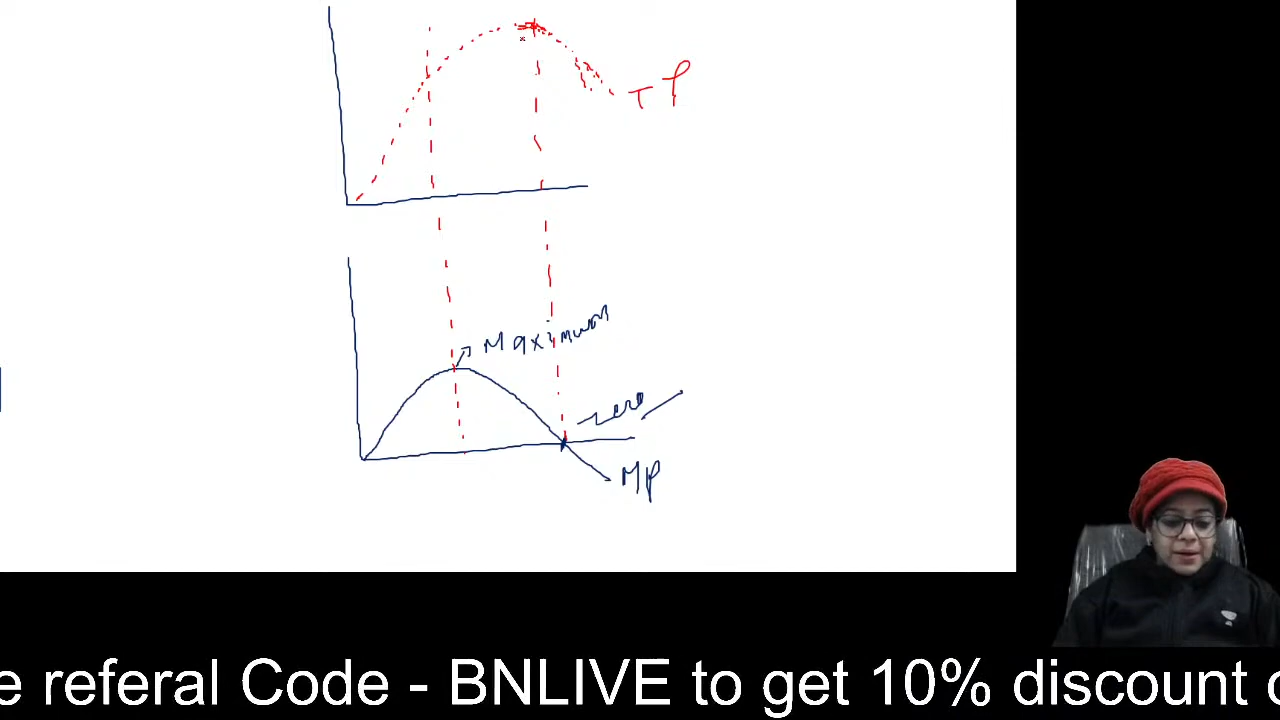 TP
Maximum
Zero
MP
e referal Code - BNLIVE to get 10% discount o